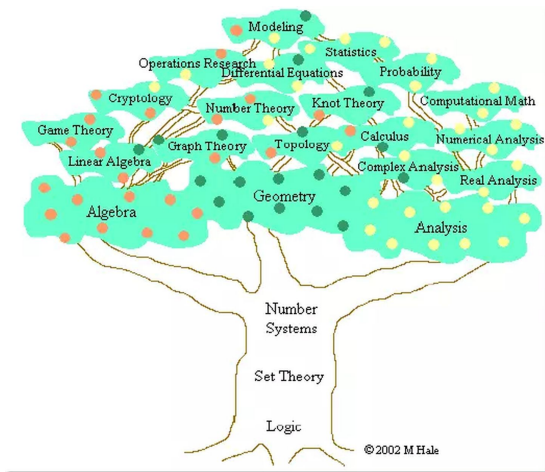 Modeling
Statistics
Operations Research
Differential Equations
Probability
Cryptology
Number Theory
Knot Theory
Computational Math
Game Theory
Linear Algebra
Graph Theory
Topology
Calculus
Numerical Analysis
Complex Analysis
Real Analysis
Algebra
Geometry
Analysis
Number
Systems
Set Theory
Logic
©2002 M Hale